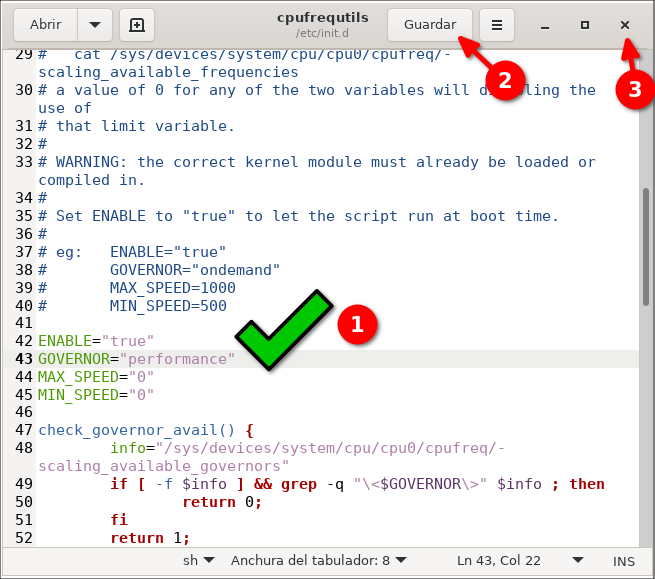 Abrir
cpufrequtils
/etc/init.d
Guardar
29 #   cat /sys/devices/system/cpu/cpu0/cpufreq/-
scaling_available_frequencies
30 # a value of 0 for any of the two variables will the
use of
31 # that limit variable.
32 #
33 # WARNING: the correct kernel module must already be loaded or
compiled in.
34 #
35 # Set ENABLE to "true" to let the script run at boot time.
36 #
37 # eg:   ENABLE="true"
38 #       GOVERNOR="ondemand"
39 #       MAX_SPEED=1000
40 #       MIN_SPEED=500
41
42 ENABLE="true"
43 GOVERNOR="performance"
44 MAX_SPEED="0"
45 MIN_SPEED="0"
46
47 check_governor_avail() {
48         info="/sys/devices/system/cpu/cpu0/cpufreq/-
scaling_available_governors"
49         if [ -f $info ] && grep -q "\<$GOVERNOR\>" $info ; then
50                 return 0;
51         fi
52         return 1;
1
2
3
sh
Anchura del tabulador: 8
Ln 43, Col 22
INS